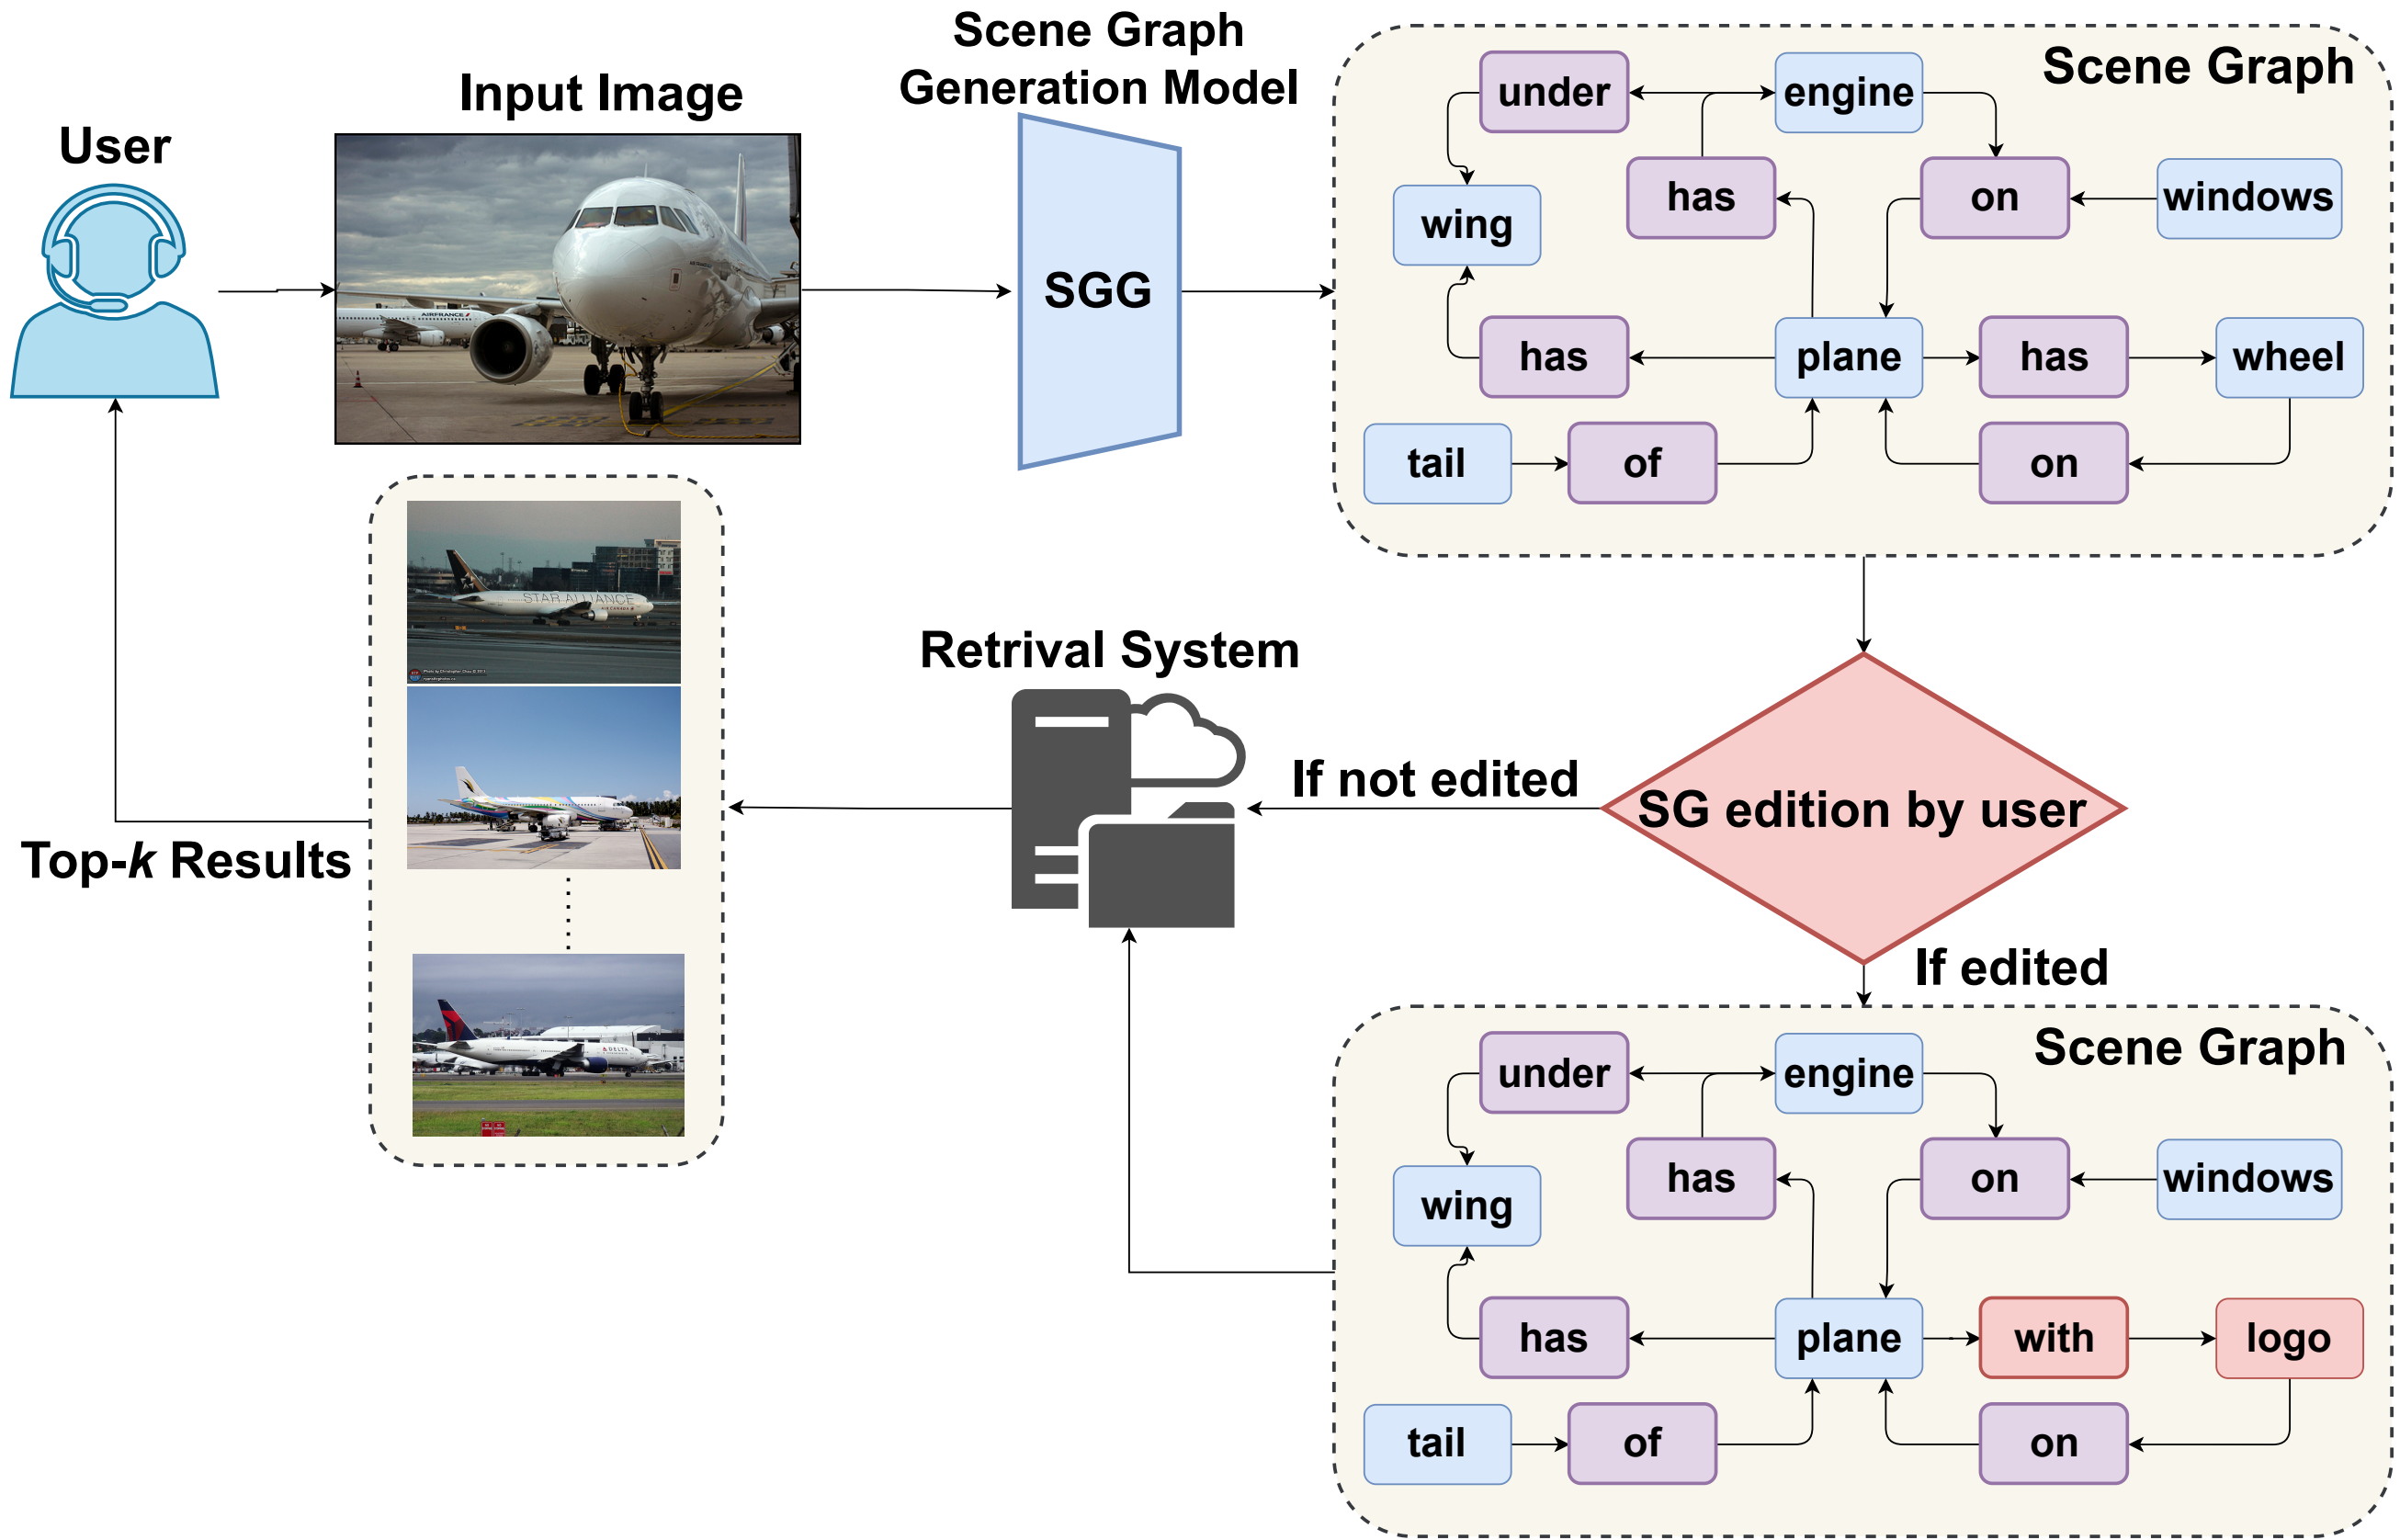 User
Input Image
Scene Graph
Generation Model
AIRFRANCE
SGG
Scene Graph
under
engine
has
on
windows
wing
has
plane
has
wheel
tail
of
on
SG edition by user
If not edited
If edited
Retrival System
STAR ALLIANCE
AIR CANADA
DELTA
Top-k Results
Scene Graph
under
engine
has
on
windows
wing
has
plane
with
logo
tail
of
on